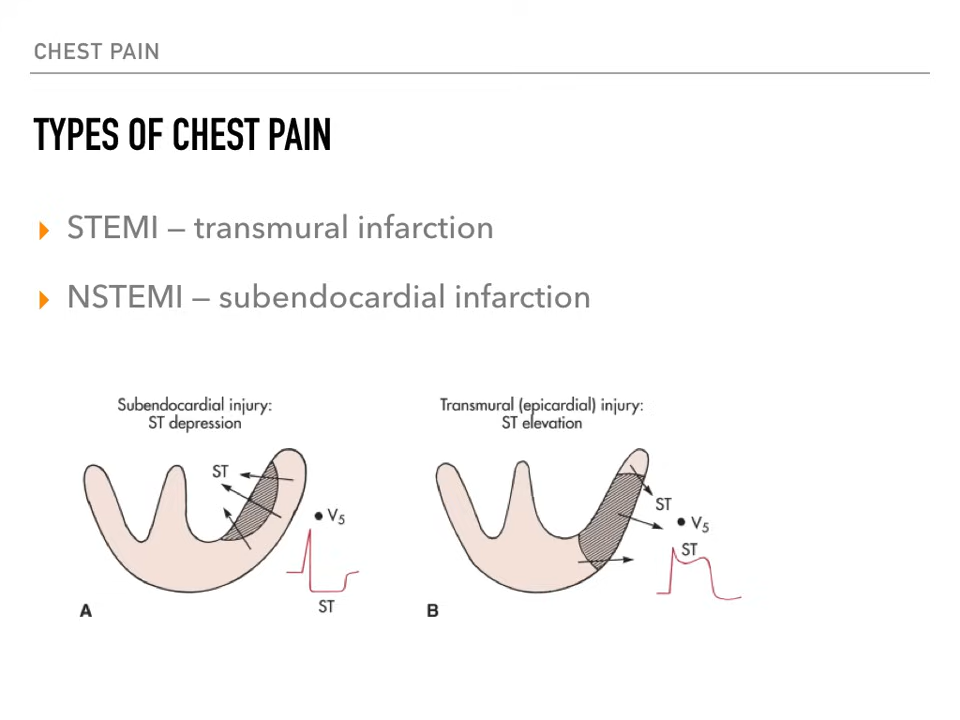 CHEST PAIN
TYPES OF CHEST PAIN
STEMI – transmural infarction
NSTEMI – subendocardial infarction
Subendocardial injury:
ST depression
ST
V5
ST
A
Transmural (epicardial) injury:
ST elevation
ST
V5
ST
B